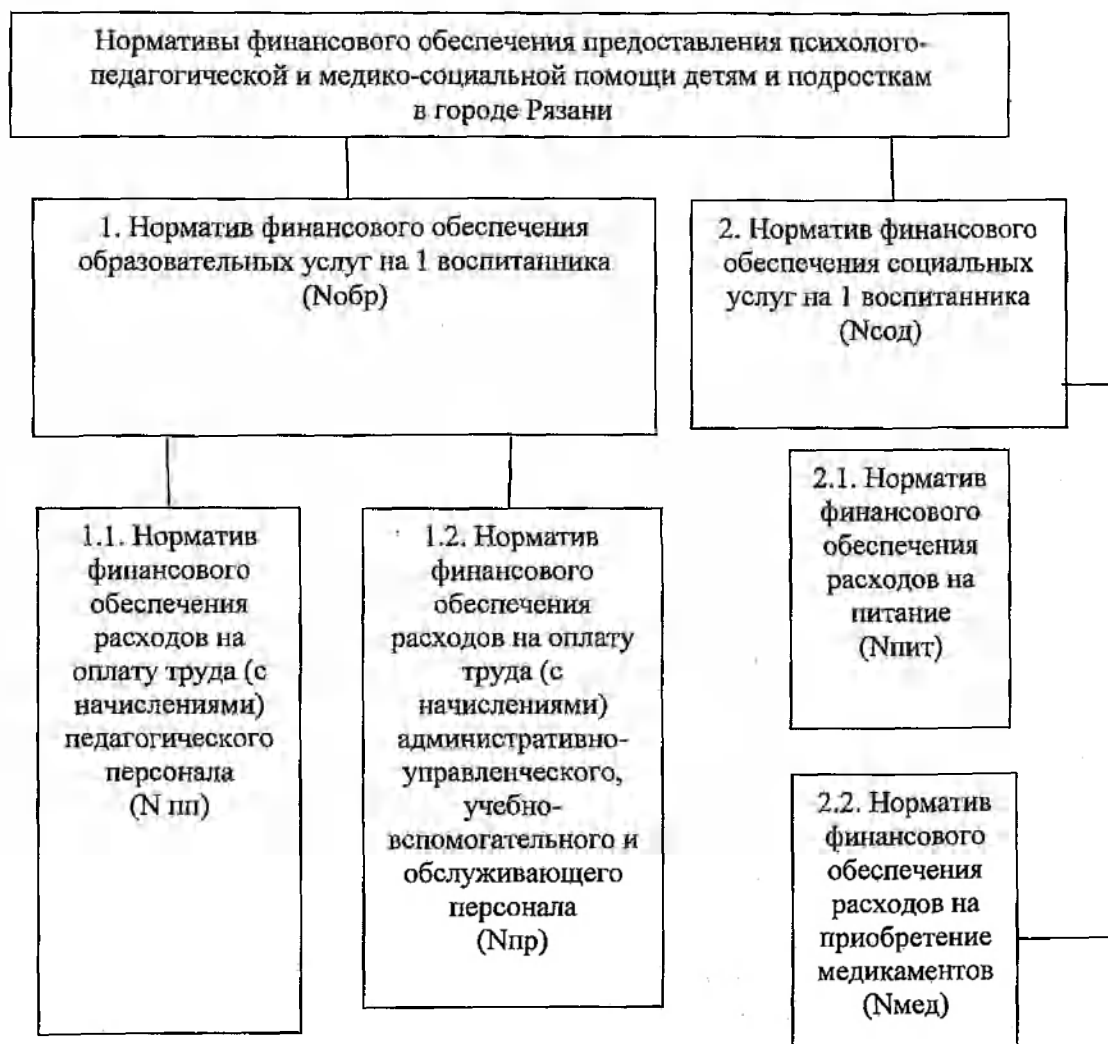 Нормативы финансового обеспечения предоставления психолого-
педагогической и медико-социальной помощи детям и подросткам
в городе Рязани
1. Норматив финансового обеспечения
образовательных услуг на 1 воспитанника
(Nобр)
2. Норматив финансового
обеспечения социальных
услуг на 1 воспитанника
(Nсод)
1.1. Норматив
финансового
обеспечения
расходов на
оплату труда (с
начислениями)
педагогического
персонала
(N пп)
1.2. Норматив
финансового
обеспечения
расходов на оплату
труда (с
начислениями)
административно-
управленческого,
учебно-
вспомогательного и
обслуживающего
персонала
(Nпр)
2.1. Норматив
финансового
обеспечения
расходов на
питание
(Nпит)
2.2. Норматив
финансового
обеспечения
расходов на
приобретение
медикаментов
(Nмед)